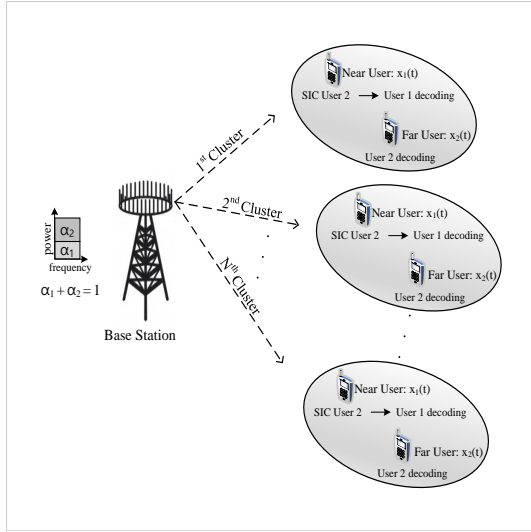 Near User: x₁(t)
SIC User 2 → User 1 decoding
Far User: x₂(t)
User 2 decoding
1ˢᵗ Cluster
2ⁿᵈ Cluster
Near User: x₁(t)
SIC User 2 → User 1 decoding
Far User: x₂(t)
User 2 decoding
power
α₂
α₁
frequency
α₁ + α₂ = 1
Base Station
Nᵗʰ Cluster
Near User: x₁(t)
SIC User 2 → User 1 decoding
Far User: x₂(t)
User 2 decoding